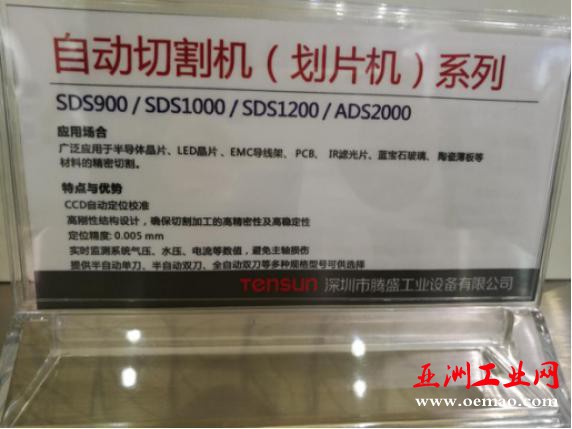 自动切割机（划片机）系列
SDS900 / SDS1000 / SDS1200 / ADS2000
应用场合
广泛应用于半导体晶片、LED晶片、EMC导线架、PCB、IR滤光片、蓝宝石玻璃、陶瓷薄板等
材料的精密切割。
特点与优势
CCD自动定位校准
高刚性结构设计，确保切割加工的高精密性及高稳定性
定位精度: 0.005 mm
实时监测系统气压、水压、电流等数值，避免主轴损伤
提供半自动单刀、半自动双刀、全自动双刀等多种规格型号可供选择
Tensun 深圳市腾盛工业设备有限公司
亚洲工业网
www.oemao.com